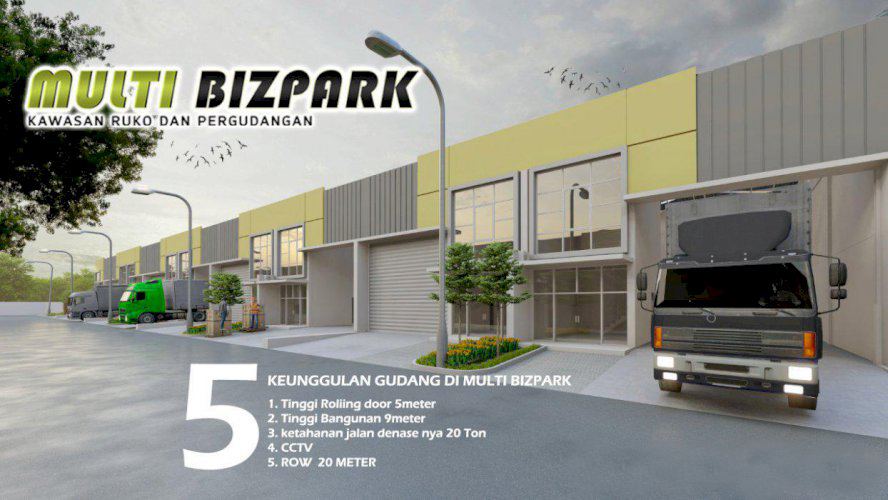 MULTI BIZPARK
KAWASAN RUKO DAN PERGUDANGAN
5
KEUNGGULAN GUDANG DI MULTI BIZPARK
1. Tinggi Roliing door 5meter
2. Tinggi Bangunan 9meter
3. ketahanan jalan denase nya 20 Ton
4. CCTV
5. ROW 20 METER